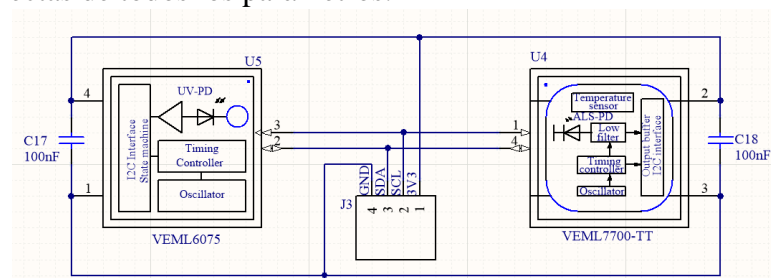 U5
U4
4
UV-PD
I2C Interface
State machine
Timing
Controller
Oscillator
3
2
1
C17
100nF
VEML6075
GND
SDA
SCL
3V3
J3
4
3
2
1
1
4
Temperature
sensor
ALS-PD
Low
filter
Timing
controller
Oscillator
Output buffer
I2C interface
2
3
C18
100nF
VEML7700-TT